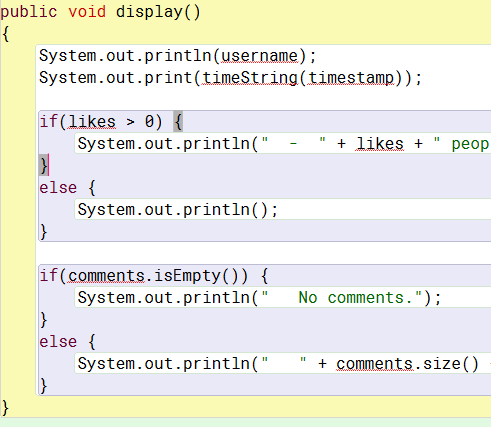 public void display()
{
System.out.println(username);
System.out.print(timeString(timestamp));
if(likes > 0) {
System.out.println("  -  " + likes + " peop
}
else {
System.out.println();
}
if(comments.isEmpty()) {
System.out.println("   No comments.");
}
else {
System.out.println("   " + comments.size()
}
}